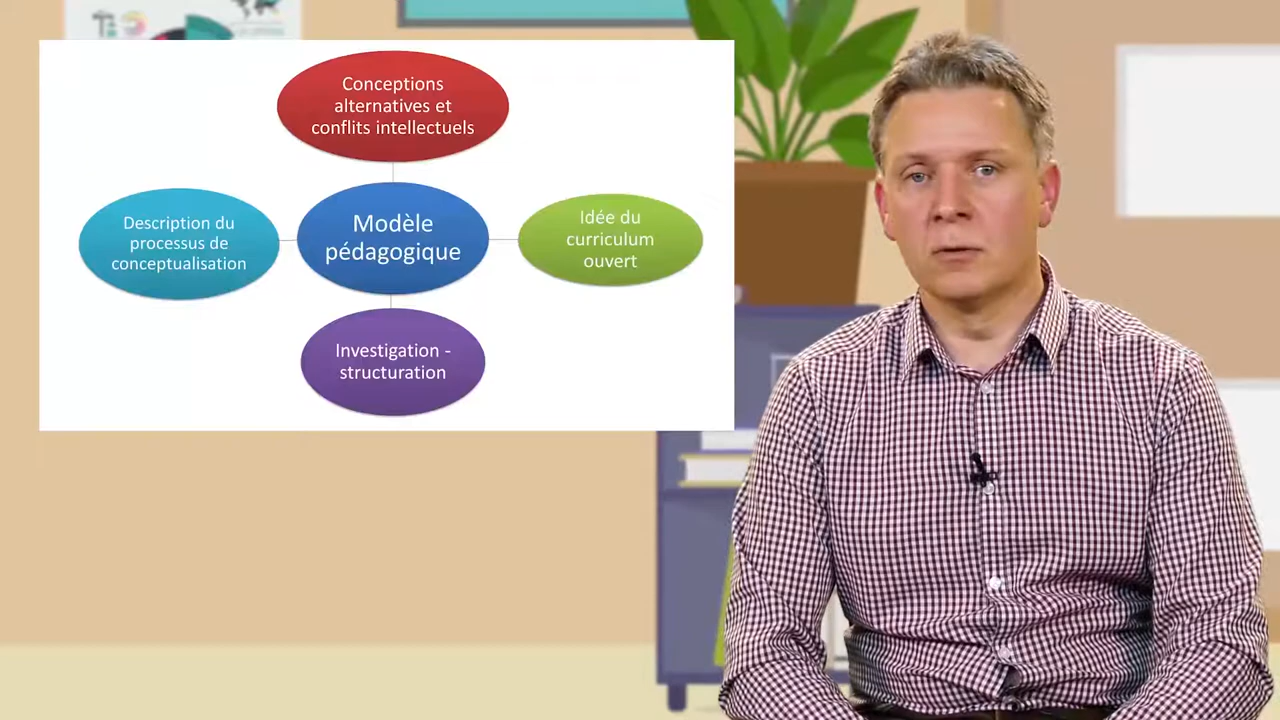 Conceptions
alternatives et
conflits intellectuels
Description du
processus de
conceptualisation
Modèle
pédagogique
Idée du
curriculum
ouvert
Investigation -
structuration